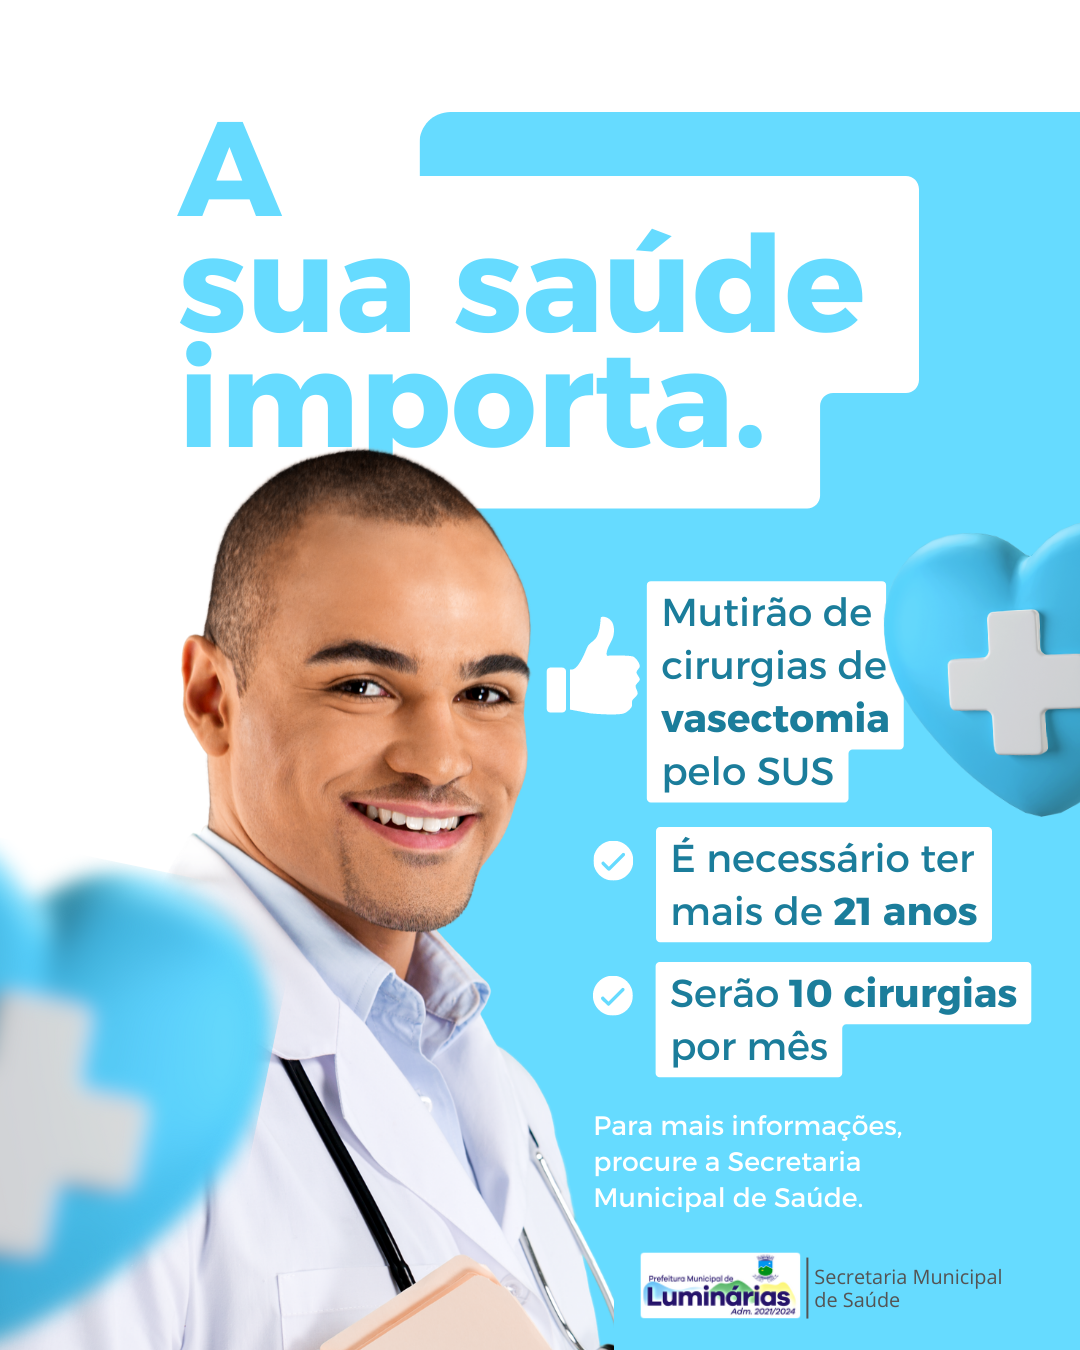 A
sua saúde
importa.
Mutirão de
cirurgias de
vasectomia
pelo SUS
É necessário ter
mais de 21 anos
Serão 10 cirurgias
por mês
Para mais informações,
procure a Secretaria
Municipal de Saúde.
Prefeitura Municipal de
Luminárias
Adm. 2021/2024
Secretaria Municipal
de Saúde